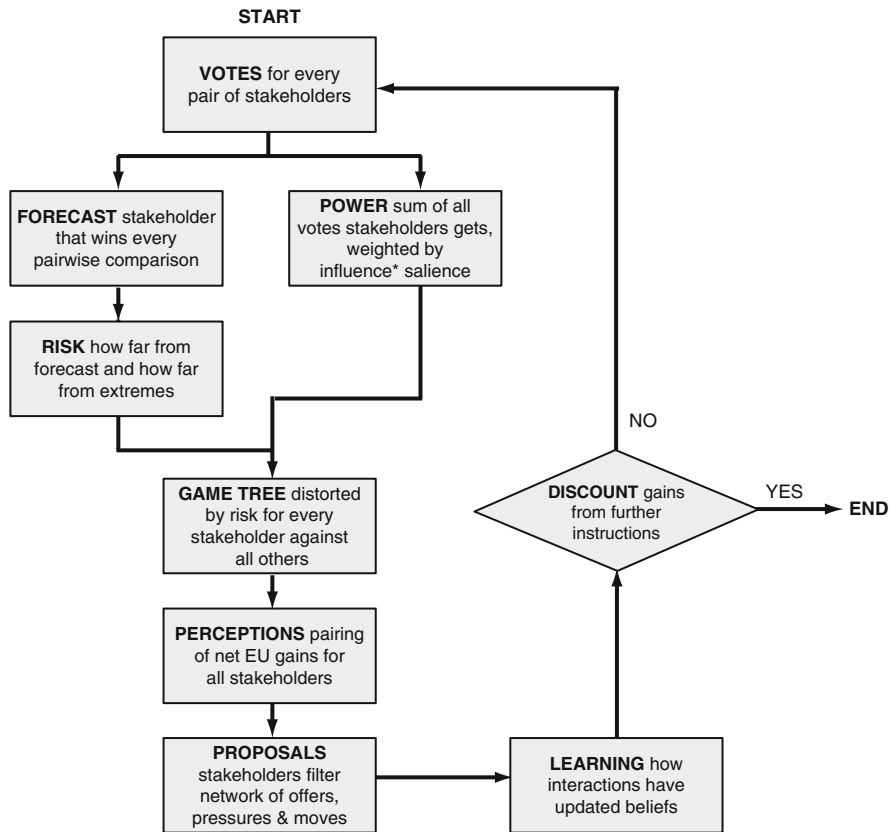 START
VOTES for every
pair of stakeholders
FORECAST stakeholder
that wins every
pairwise comparison
POWER sum of all
votes stakeholders gets,
weighted by
influence* salience
RISK how far from
forecast and how far
from extremes
GAME TREE distorted
by risk for every
stakeholder against
all others
PERCEPTIONS pairing
of net EU gains for
all stakeholders
PROPOSALS
stakeholders filter
network of offers,
pressures & moves
LEARNING how
interactions have
updated beliefs
DISCOUNT gains
from further
instructions
NO
YES
END